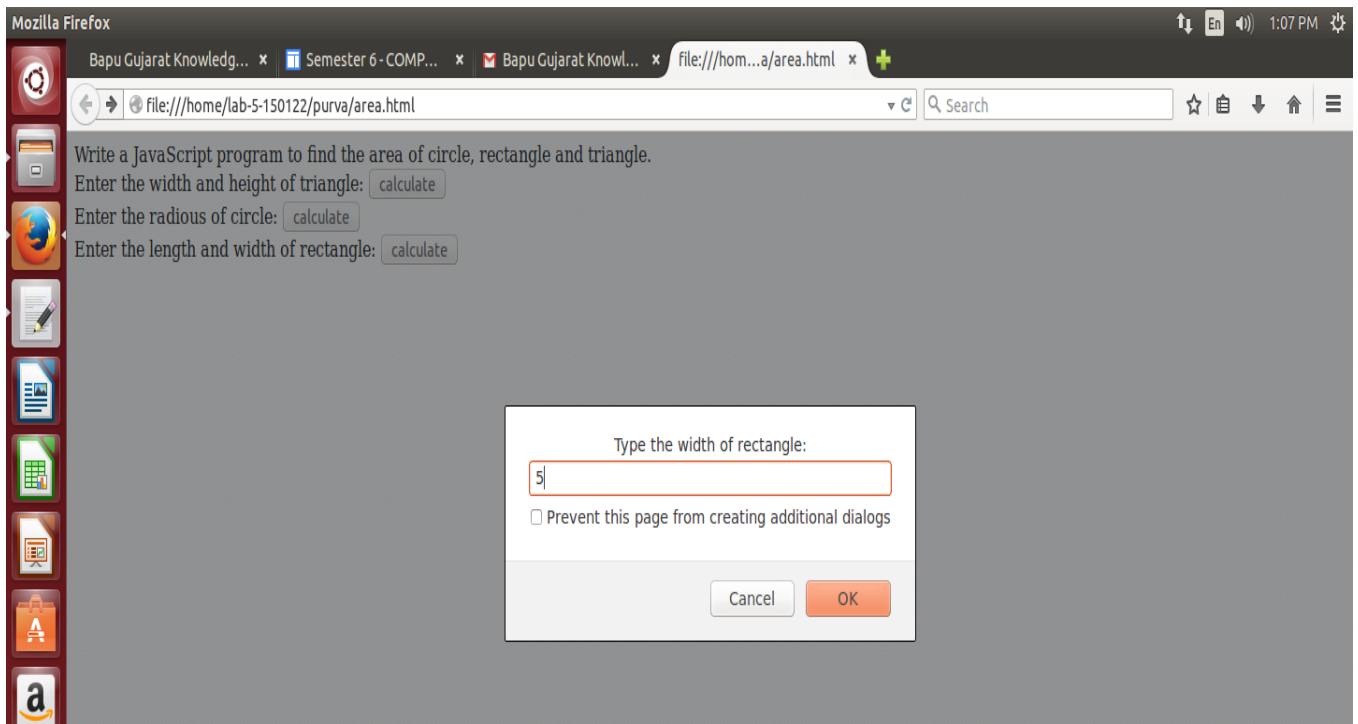 Mozilla Firefox
En
1:07 PM
Bapu Gujarat Knowledg...
Semester 6 - COMP...
Bapu Gujarat Knowl...
file:///hom...a/area.html
file:///home/lab-5-150122/purva/area.html
Search
Write a JavaScript program to find the area of circle, rectangle and triangle.
Enter the width and height of triangle: calculate
Enter the radious of circle: calculate
Enter the length and width of rectangle: calculate
Type the width of rectangle:
5
Prevent this page from creating additional dialogs
Cancel
OK